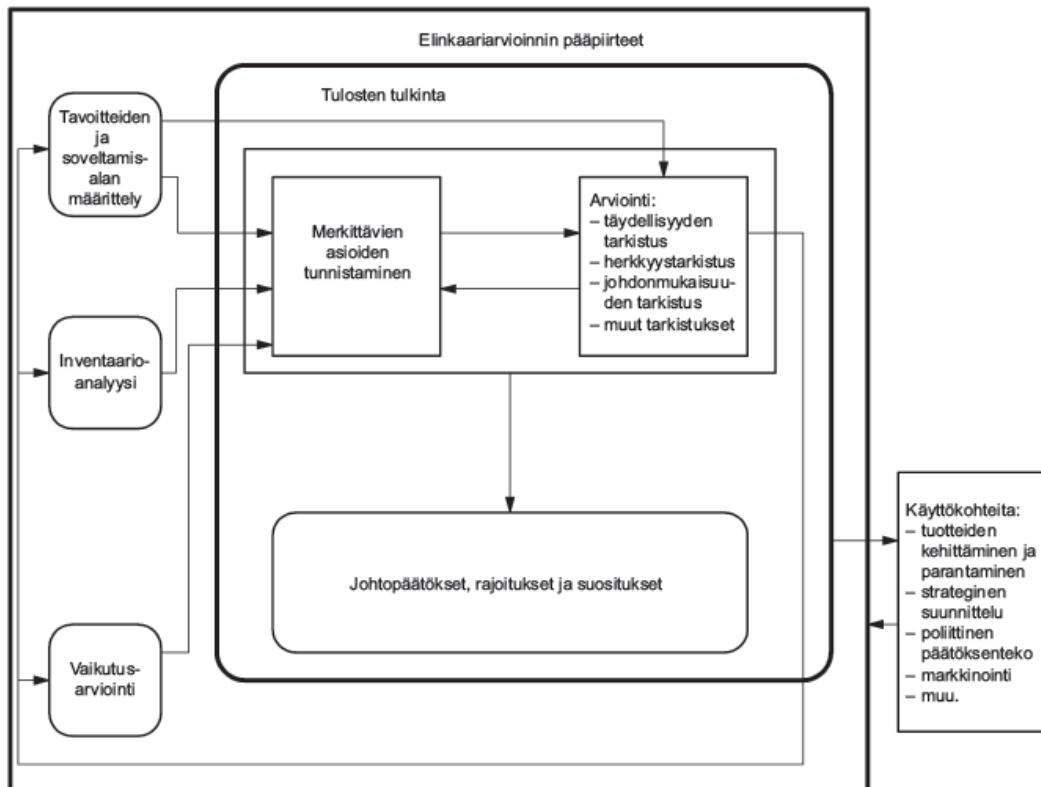 Elinkaariarvioinnin pääpiirteet
Tulosten tulkinta
Tavoitteiden
ja
soveltamis-
alan
määrittely
Merkittävien
asioiden
tunnistaminen
Arviointi:
– täydellisyyden
tarkistus
– herkkyystarkistus
– johdonmukaisuu-
den tarkistus
– muut tarkistukset
Inventaario-
analyysi
Johtopäätökset, rajoitukset ja suositukset
Vaikutus-
arviointi
Käyttökohteita:
– tuotteiden
kehittäminen ja
parantaminen
– strateginen
suunnittelu
– poliittinen
päätöksenteko
– markkinointi
– muu.